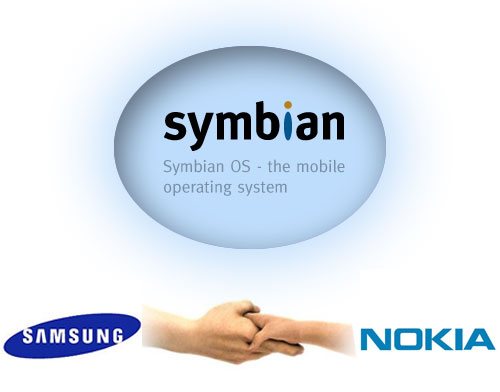 symbian
Symbian OS - the mobile
operating system
SAMSUNG
NOKIA